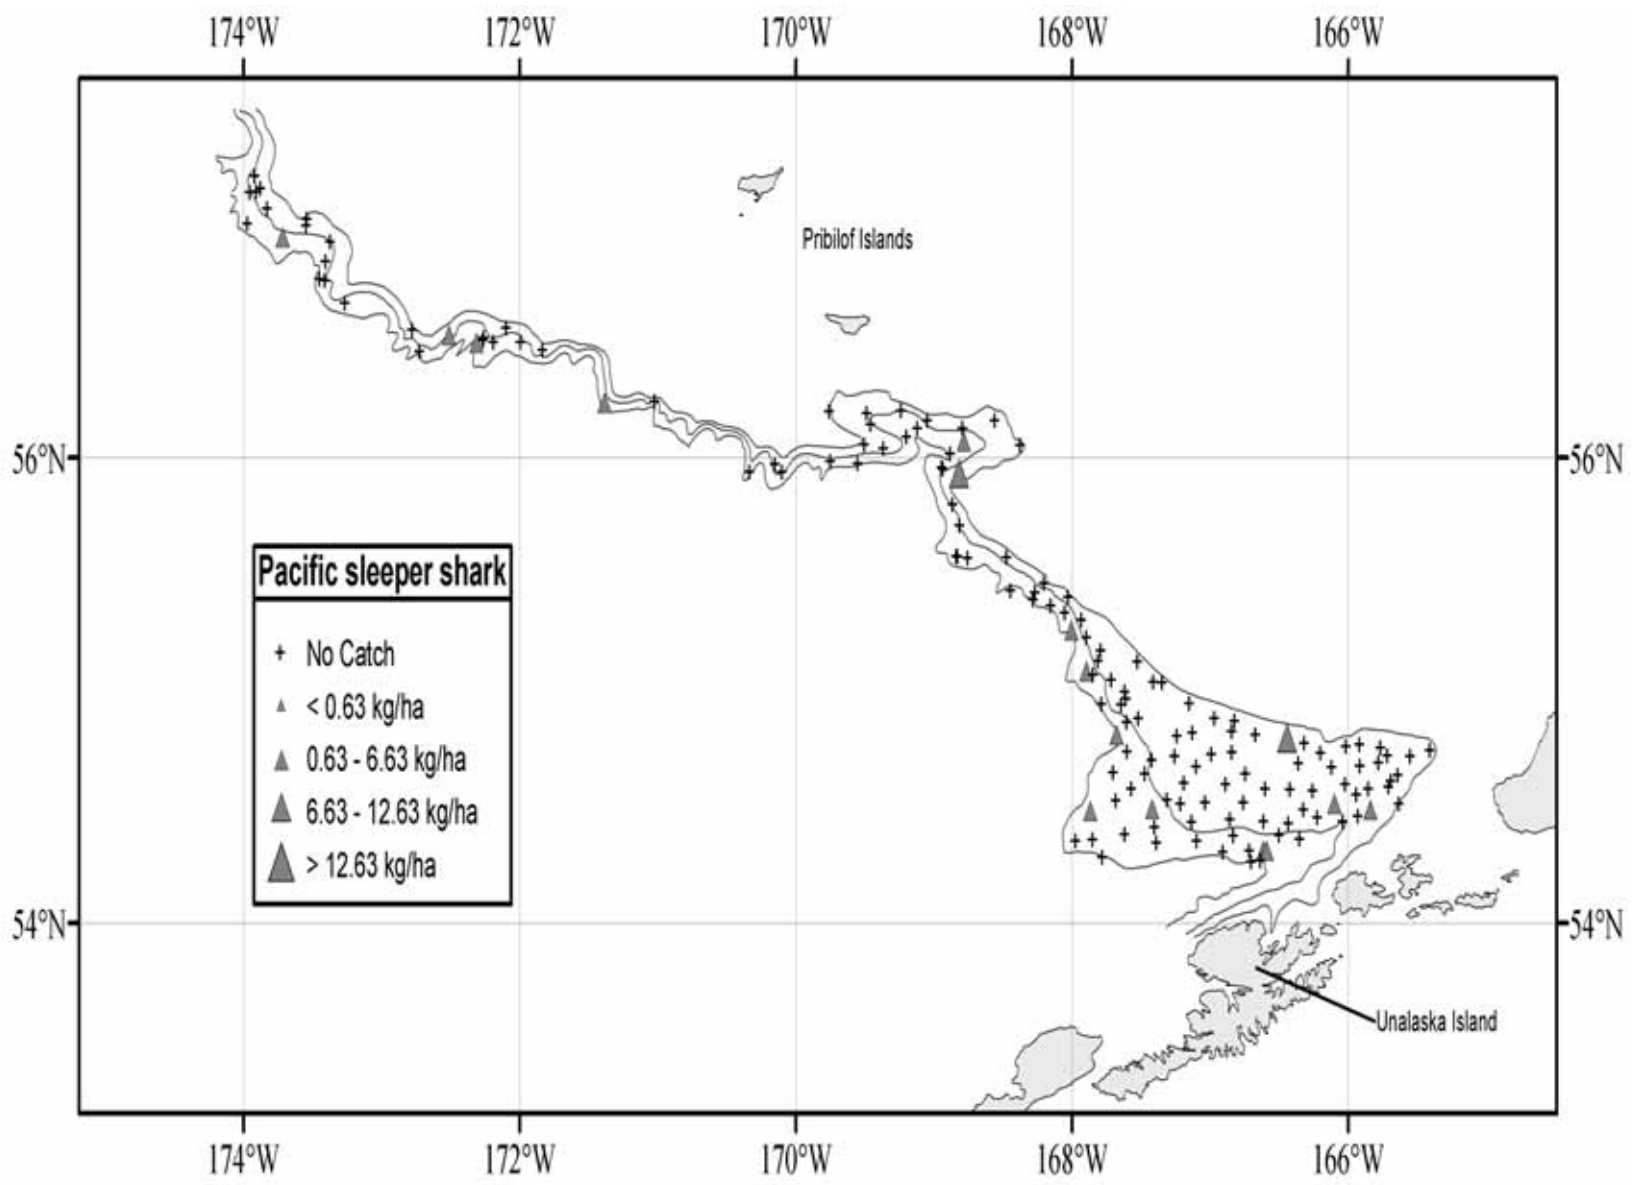 174°W 172°W 170°W 168°W 166°W
Pribilof Islands
56°N 56°N
Pacific sleeper shark
No Catch
< 0.63 kg/ha
0.63 - 6.63 kg/ha
6.63 - 12.63 kg/ha
> 12.63 kg/ha
54°N 54°N
Unalaska Island
174°W 172°W 170°W 168°W 166°W